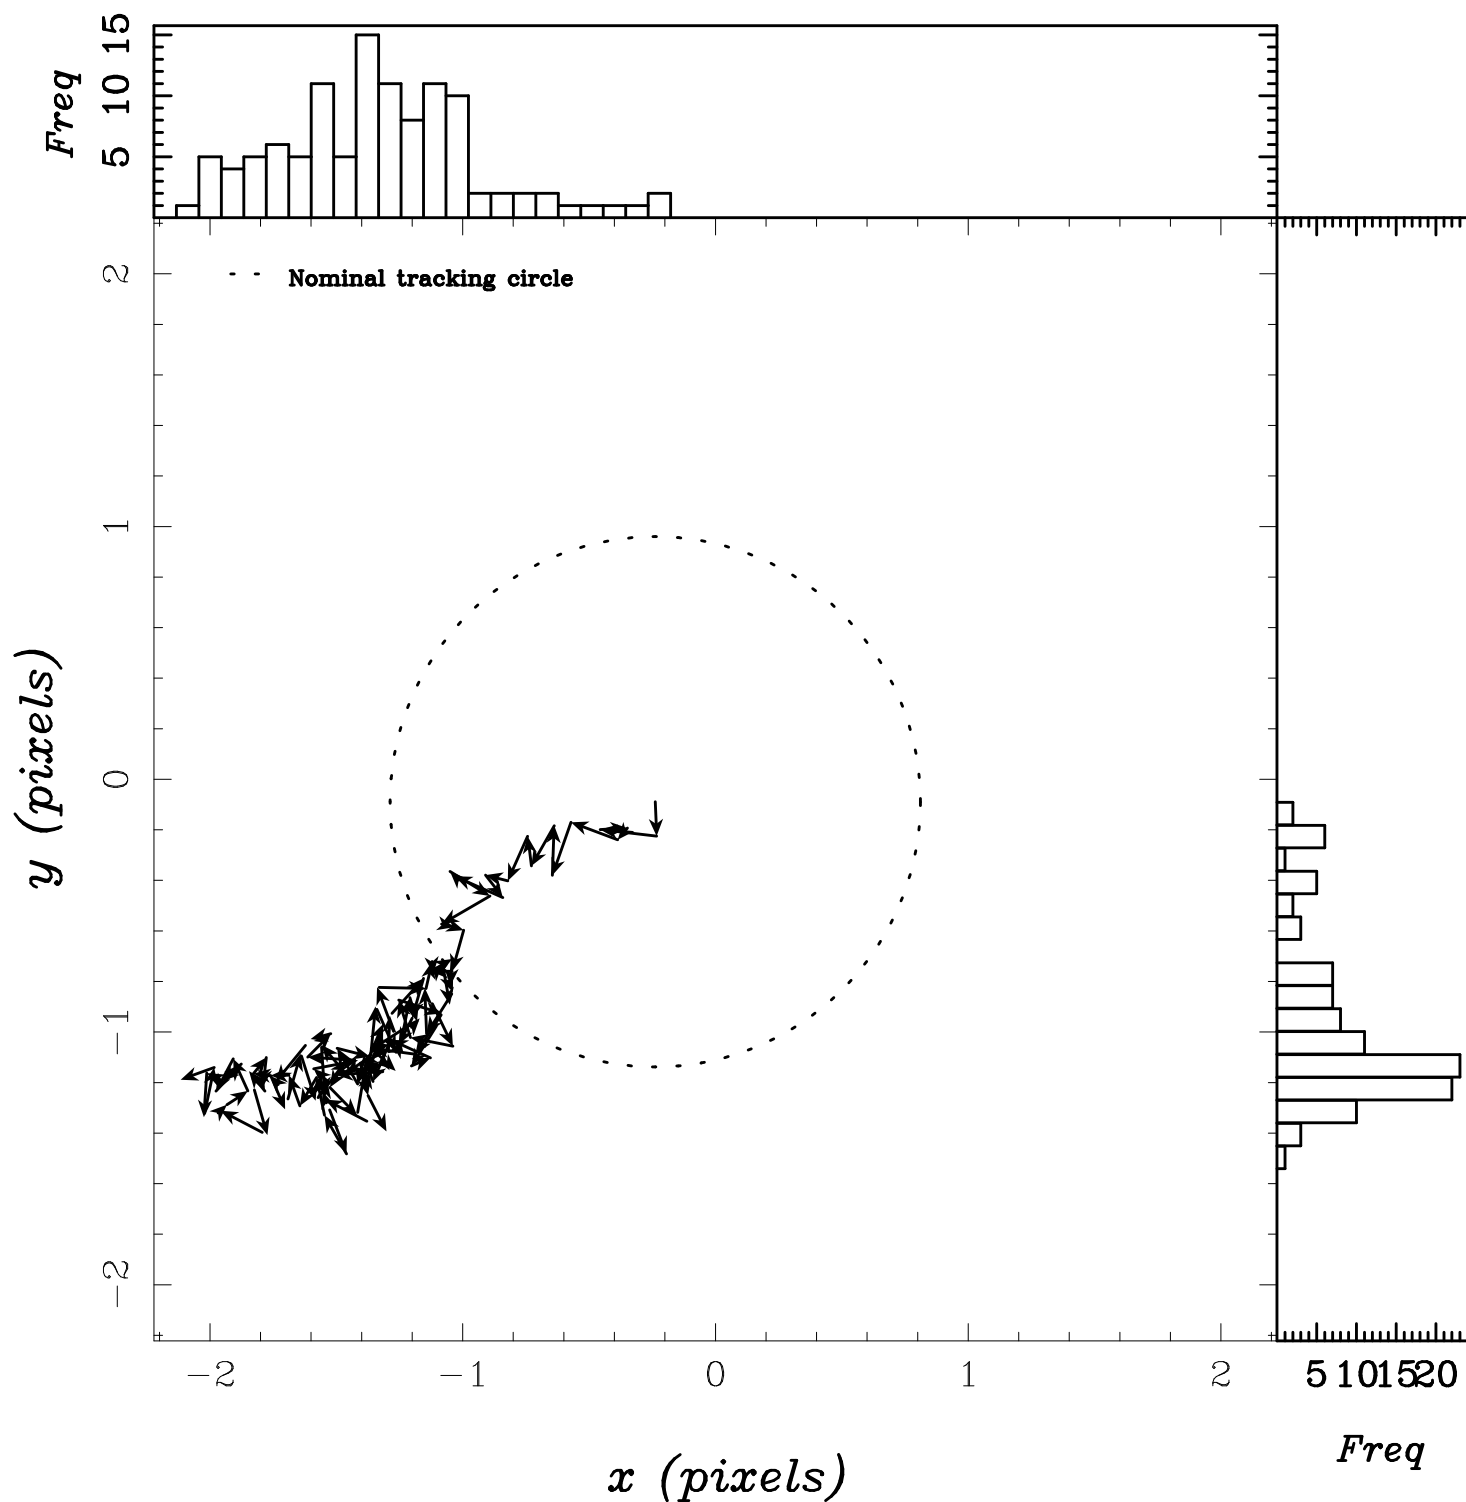 Freq
5 10 15
Nominal tracking circle
y (pixels)
2
1
0
−1
−2
−2 −1 0 1 2
5 10 15 20
x (pixels)
Freq